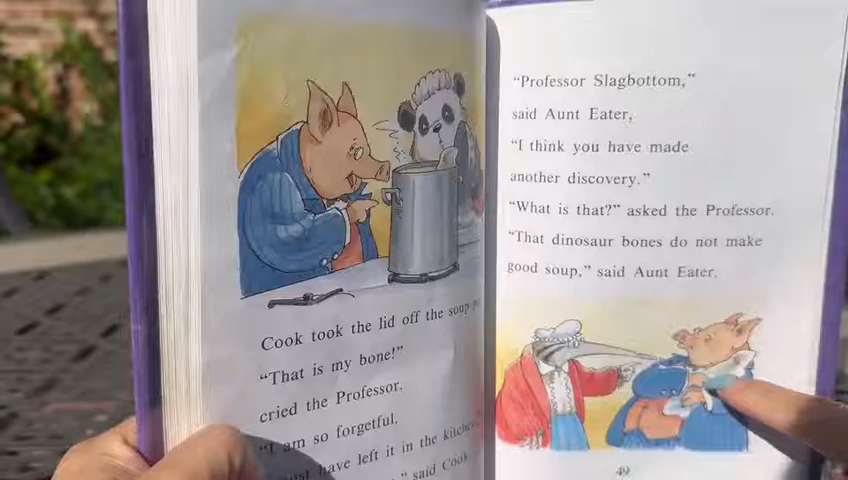 Cook took the lid off the soup
"That is my bone!"
cried the Professor.
"I am so forgetful.
have left it in the
said Cook
"Professor Slagbottom,"
said Aunt Eater,
"I think you have made
another discovery."
"What is that?" asked the Professor.
"That dinosaur bones do not make
good soup," said Aunt Eater.
49